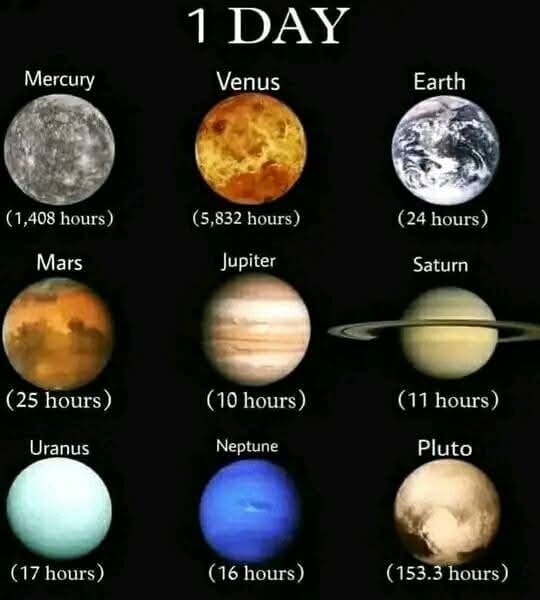 1 DAY
Mercury
Venus
Earth
(1,408 hours)
(5,832 hours)
(24 hours)
Mars
Jupiter
Saturn
(25 hours)
(10 hours)
(11 hours)
Uranus
Neptune
Pluto
(17 hours)
(16 hours)
(153.3 hours)